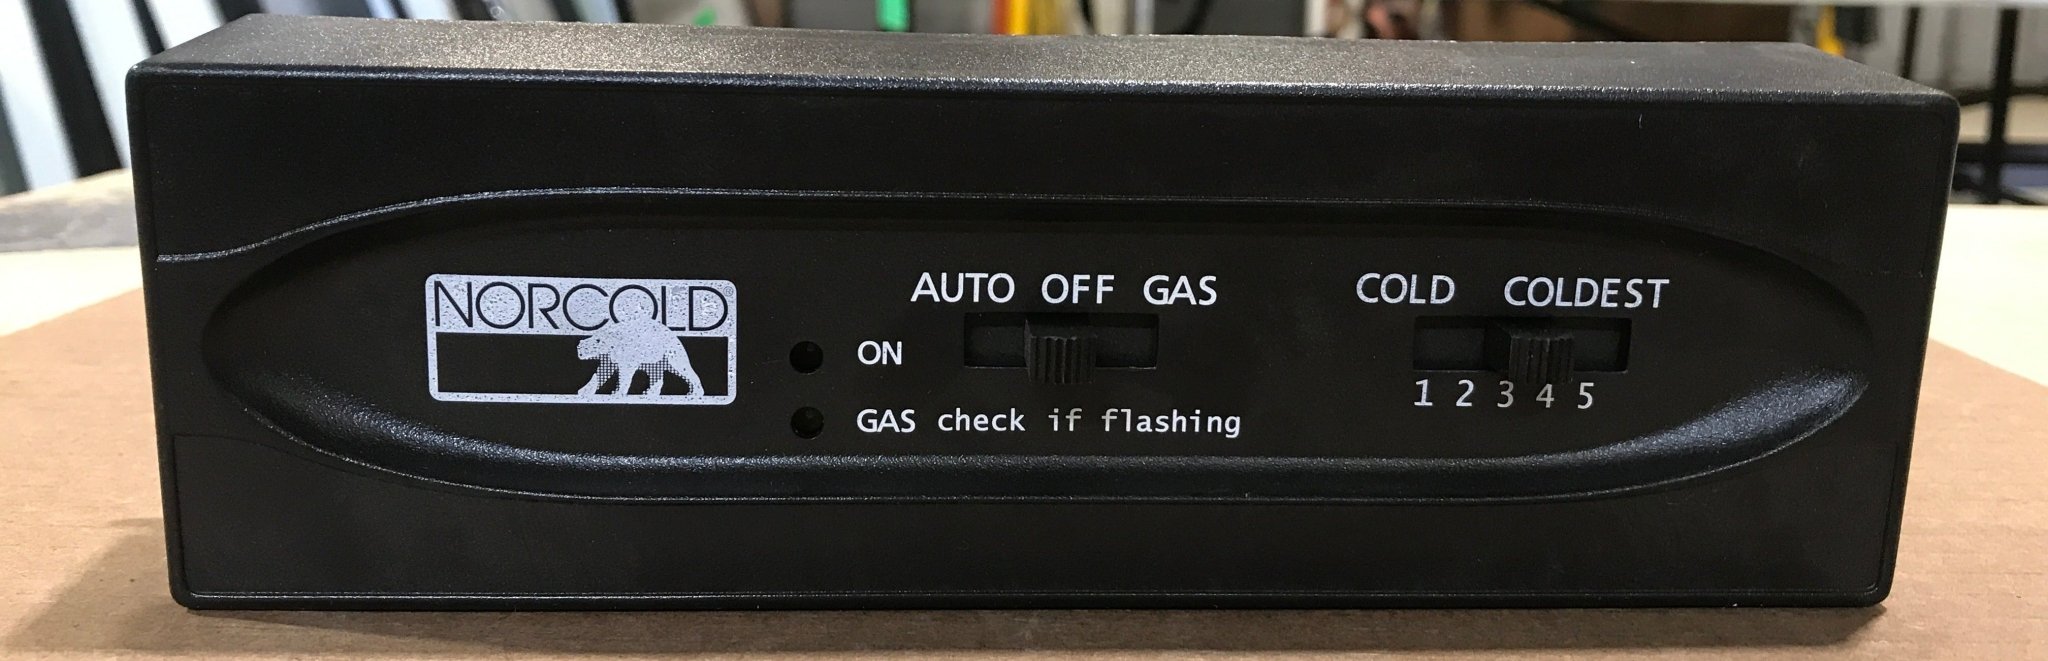 NORCOLD®
AUTO OFF GAS
ON
GAS check if flashing
COLD COLDEST
1 2 3 4 5